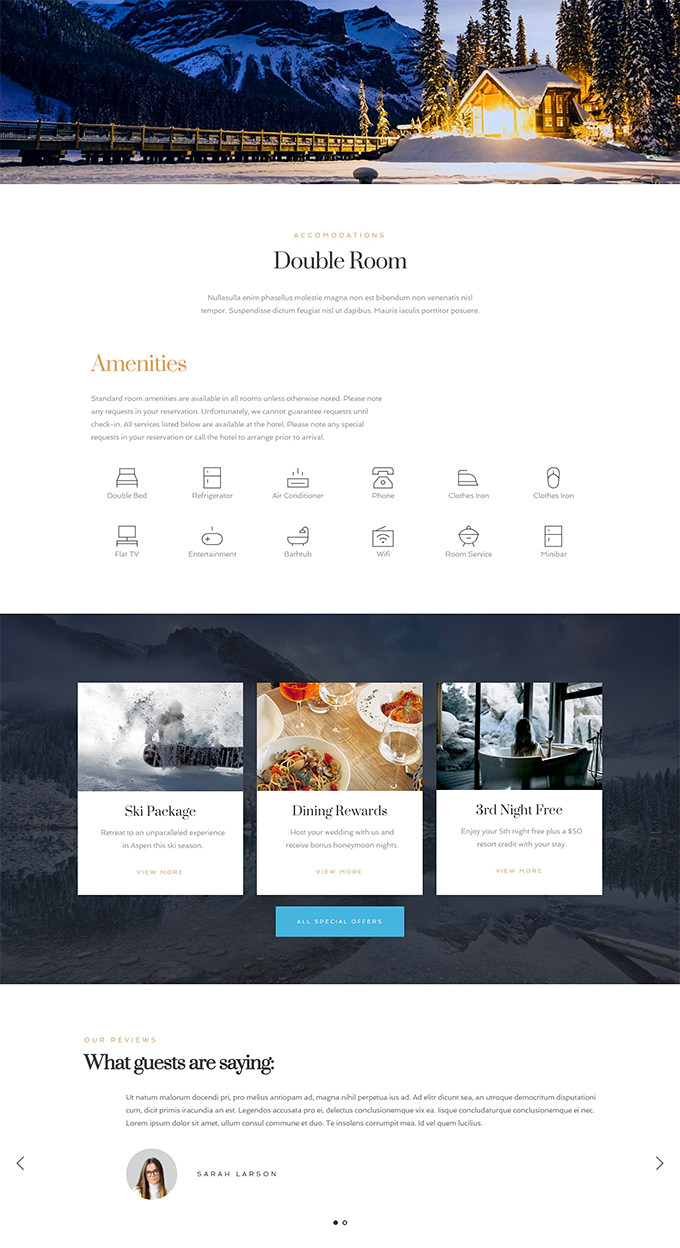 ACCOMODATIONS
Double Room
Nullasulla enim phasellus molestie magna non est bibendum non venenatis nisl
tempor. Suspendisse dictum feugiat nisl ut dapibus. Mauris iaculis porttitor posuere.
Amenities
Standard room amenities are available in all rooms unless otherwise noted. Please note
any requests in your reservation. Unfortunately, we cannot guarantee requests until
check-in. All services listed below are available at the hotel. Please note any special
requests in your reservation or call the hotel to arrange prior to arrival.
Double Bed Refrigerator Air Conditioner Phone Clothes Iron Clothes Iron
Flat TV Entertainment Bathtub Wifi Room Service Minibar
Ski Package
Retreat to an unparalleled experience
in Aspen this ski season.
VIEW MORE
Dining Rewards
Host your wedding with us and
receive bonus honeymoon nights.
VIEW MORE
3rd Night Free
Enjoy your 5th night free plus a $50
resort credit with your stay.
VIEW MORE
ALL SPECIAL OFFERS
OUR REVIEWS
What guests are saying:
Ut natum malorum docendi pri, pro melius antiopam ad, magna nihil perpetua ius ad. Ad elitr dicunt sea, an utroque democritum disputationi
cum, dicit primis iracundia an est. Legendos accusata pro ei, delectus conclusionemque vix ea. Iisque concludaturque conclusionemque ei nec.
Lorem ipsum dolor sit amet, ullum consul commune et duo. Te insolens corrumpit mea. Id vel quem lucilius.
SARAH LARSON